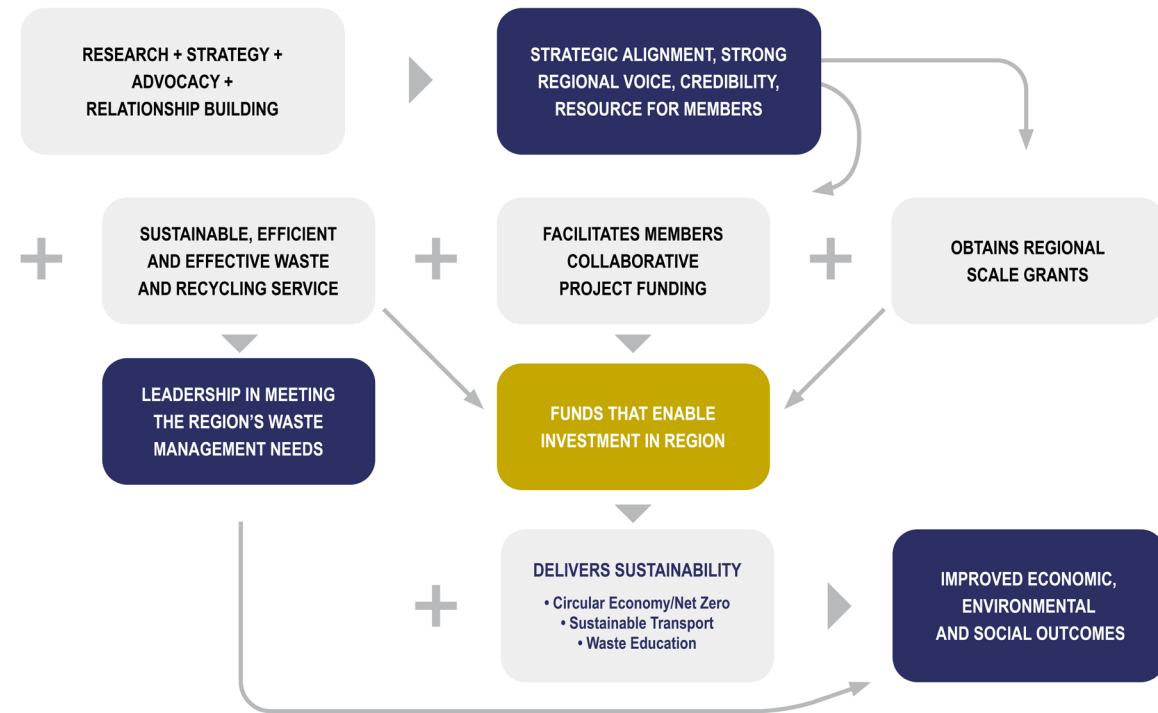 RESEARCH + STRATEGY +
ADVOCACY +
RELATIONSHIP BUILDING
STRATEGIC ALIGNMENT, STRONG
REGIONAL VOICE, CREDIBILITY,
RESOURCE FOR MEMBERS
+
SUSTAINABLE, EFFICIENT
AND EFFECTIVE WASTE
AND RECYCLING SERVICE
+
FACILITATES MEMBERS
COLLABORATIVE
PROJECT FUNDING
+
OBTAINS REGIONAL
SCALE GRANTS
LEADERSHIP IN MEETING
THE REGION’S WASTE
MANAGEMENT NEEDS
FUNDS THAT ENABLE
INVESTMENT IN REGION
+
DELIVERS SUSTAINABILITY
• Circular Economy/Net Zero
• Sustainable Transport
• Waste Education
IMPROVED ECONOMIC,
ENVIRONMENTAL
AND SOCIAL OUTCOMES